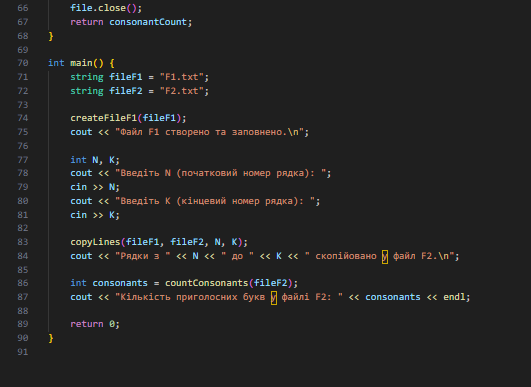 66 file.close();
67 return consonantCount;
68 }
69
70 int main() {
71 string fileF1 = "F1.txt";
72 string fileF2 = "F2.txt";
73
74 createFileF1(fileF1);
75 cout << "Файл F1 створено та заповнено.\n";
76
77 int N, K;
78 cout << "Введіть N (початковий номер рядка): ";
79 cin >> N;
80 cout << "Введіть K (кінцевий номер рядка): ";
81 cin >> K;
82
83 copyLines(fileF1, fileF2, N, K);
84 cout << "Рядки з " << N << " до " << K << " скопійовано у файл F2.\n";
85
86 int consonants = countConsonants(fileF2);
87 cout << "Кількість приголосних букв у файлі F2: " << consonants << endl;
88
89 return 0;
90 }
91